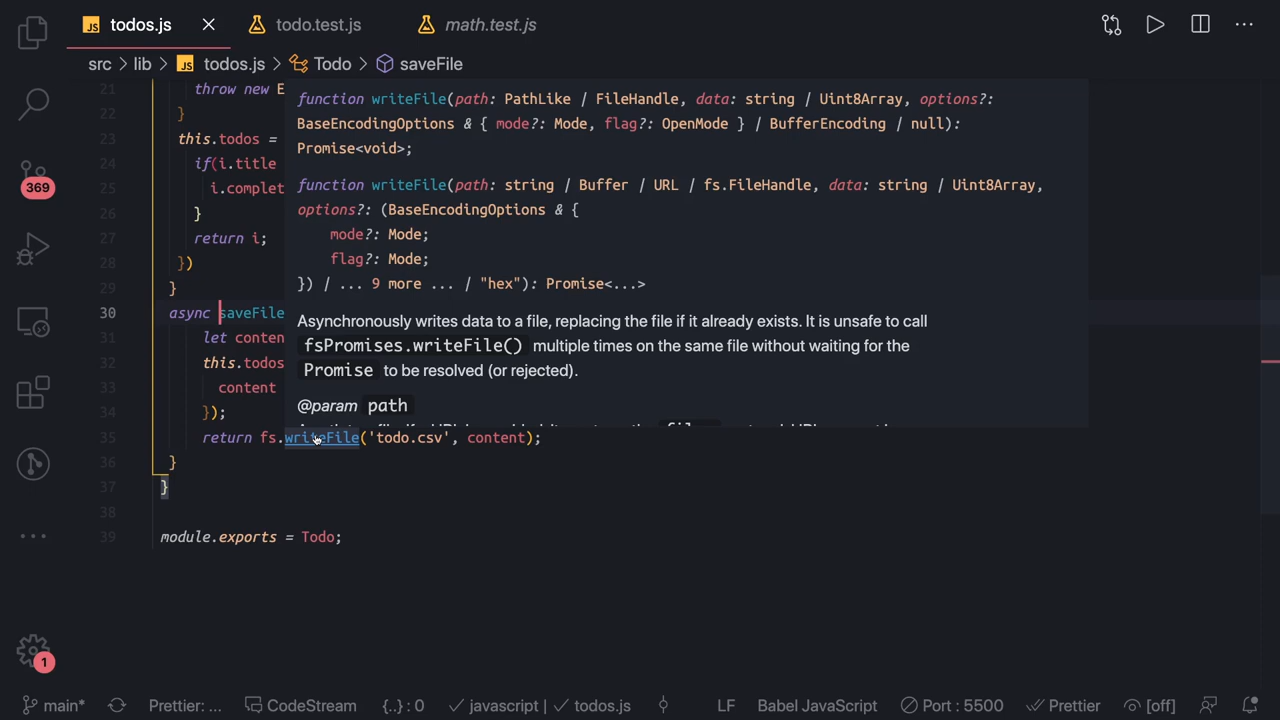 JS todos.js
todo.test.js
math.test.js
src > lib > JS todos.js > Todo > saveFile
21 throw new E
22 }
23 this.todos =
24 if(i.title
25 i.complet
26 }
27 return i;
28 })
29 }
30 async saveFile
31 let conten
32 this.todos
33 content
34 });
35 return fs.writeFile('todo.csv', content);
36 }
37 }
38
39 module.exports = Todo;
function writeFile(path: PathLike | FileHandle, data: string | Uint8Array, options?:
BaseEncodingOptions & { mode?: Mode, flag?: OpenMode } | BufferEncoding | null):
Promise<void>;
function writeFile(path: string | Buffer | URL | fs.FileHandle, data: string | Uint8Array,
options?: (BaseEncodingOptions & {
mode?: Mode;
flag?: Mode;
}) | ... 9 more ... | "hex"): Promise<...>
Asynchronously writes data to a file, replacing the file if it already exists. It is unsafe to call
fsPromises.writeFile() multiple times on the same file without waiting for the
Promise to be resolved (or rejected).
@param path
369
1
main* Prettier: ... CodeStream {..} : 0 javascript | todos.js LF Babel JavaScript Port : 5500 Prettier [off]